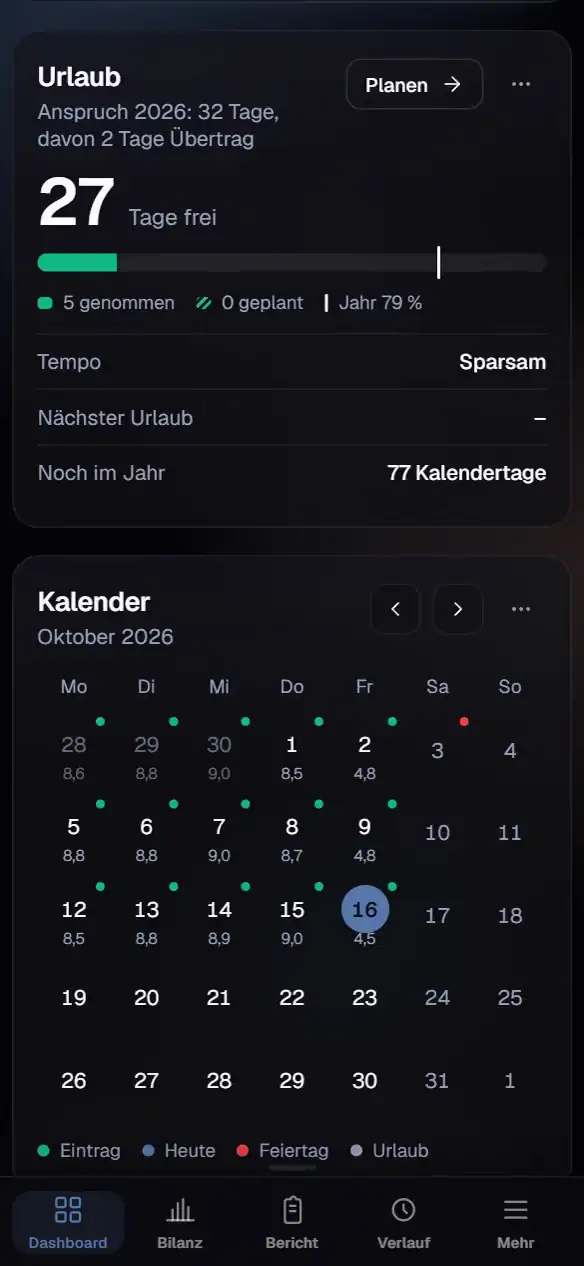 Urlaub
Planen → ...
Anspruch 2026: 32 Tage,
davon 2 Tage Übertrag
27 Tage frei
5 genommen 0 geplant Jahr 79 %
Tempo Sparsam
Nächster Urlaub –
Noch im Jahr 77 Kalendertage
Kalender
Oktober 2026
Mo Di Mi Do Fr Sa So
28 29 30 1 2 3 4
8,6 8,8 9,0 8,5 4,8
5 6 7 8 9 10 11
8,8 8,8 9,0 8,7 4,8
12 13 14 15 16 17 18
8,5 8,8 8,9 9,0 4,5
19 20 21 22 23 24 25
26 27 28 29 30 31 1
Eintrag Heute Feiertag Urlaub
Dashboard Bilanz Bericht Verlauf Mehr